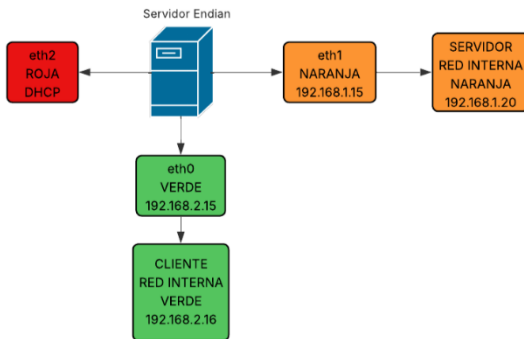 Servidor Endian
eth2
ROJA
DHCP
eth1
NARANJA
192.168.1.15
SERVIDOR
RED INTERNA
NARANJA
192.168.1.20
eth0
VERDE
192.168.2.15
CLIENTE
RED INTERNA
VERDE
192.168.2.16